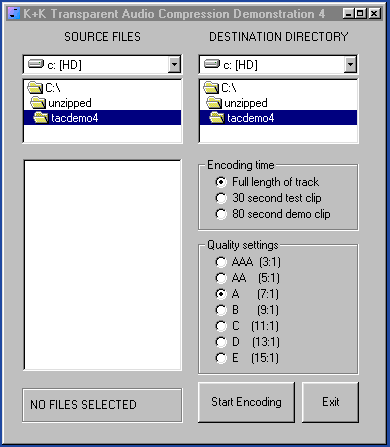 K+K Transparent Audio Compression Demonstration 4
SOURCE FILES
DESTINATION DIRECTORY
c: [HD]
c: [HD]
C:\
unzipped
tacdemo4
C:\
unzipped
tacdemo4
Encoding time
Full length of track
30 second test clip
80 second demo clip
Quality settings
AAA (3:1)
AA (5:1)
A (7:1)
B (9:1)
C (11:1)
D (13:1)
E (15:1)
NO FILES SELECTED
Start Encoding
Exit